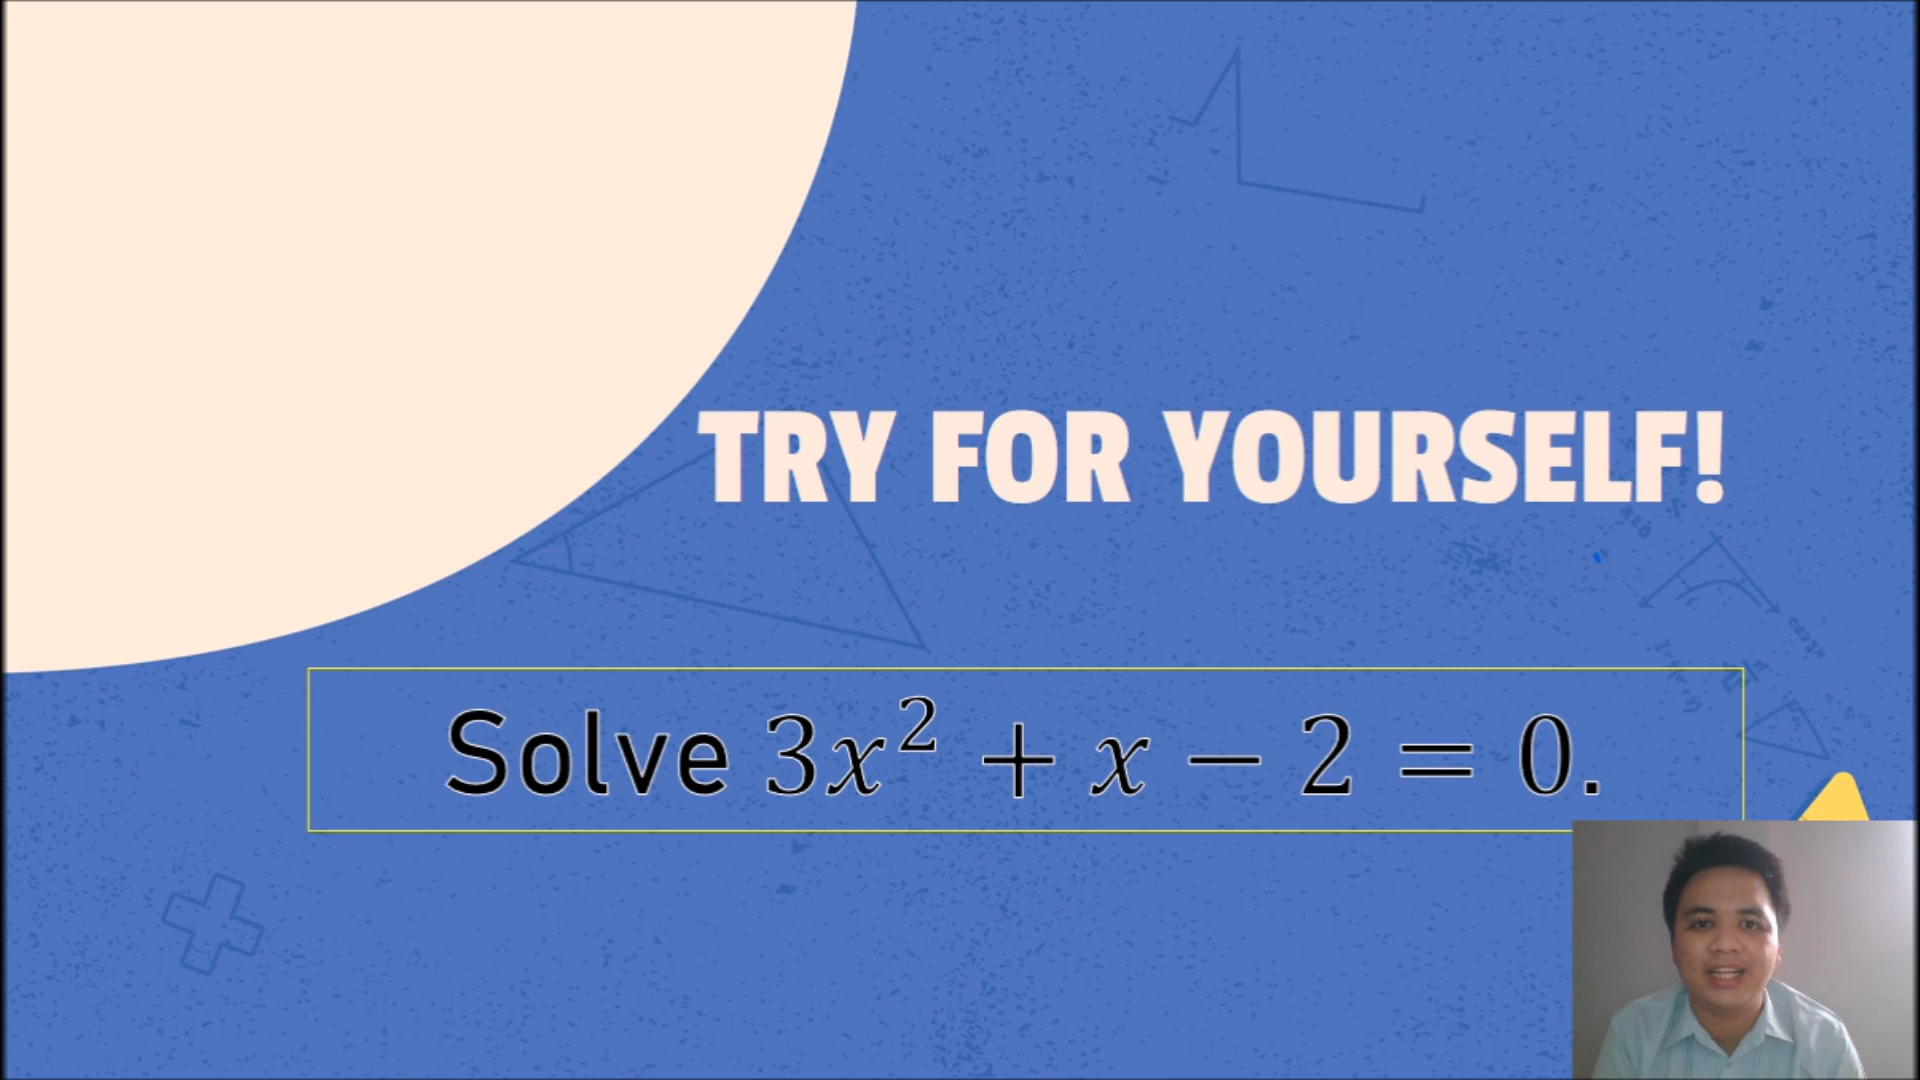 TRY FOR YOURSELF!
Solve 3x² + x − 2 = 0.